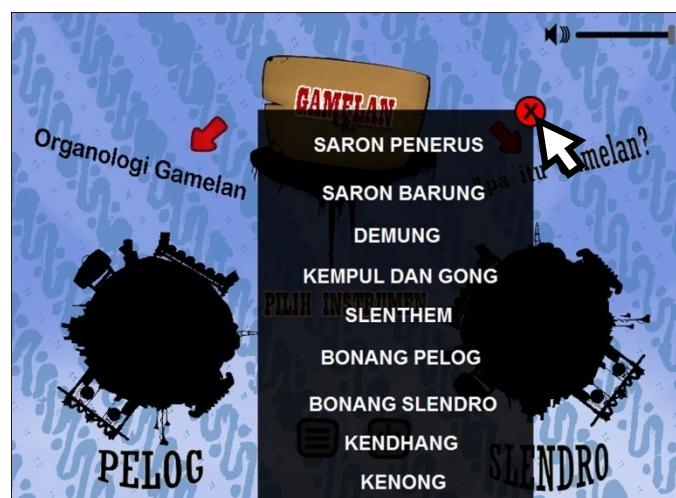 GAMELAN
Organologi Gamelan
Apa itu Gamelan?
SARON PENERUS
SARON BARUNG
DEMUNG
KEMPUL DAN GONG
PILIH INSTRUMEN
SLENTHEM
BONANG PELOG
BONANG SLENDRO
KENDHANG
KENONG
PELOG
SLENDRO